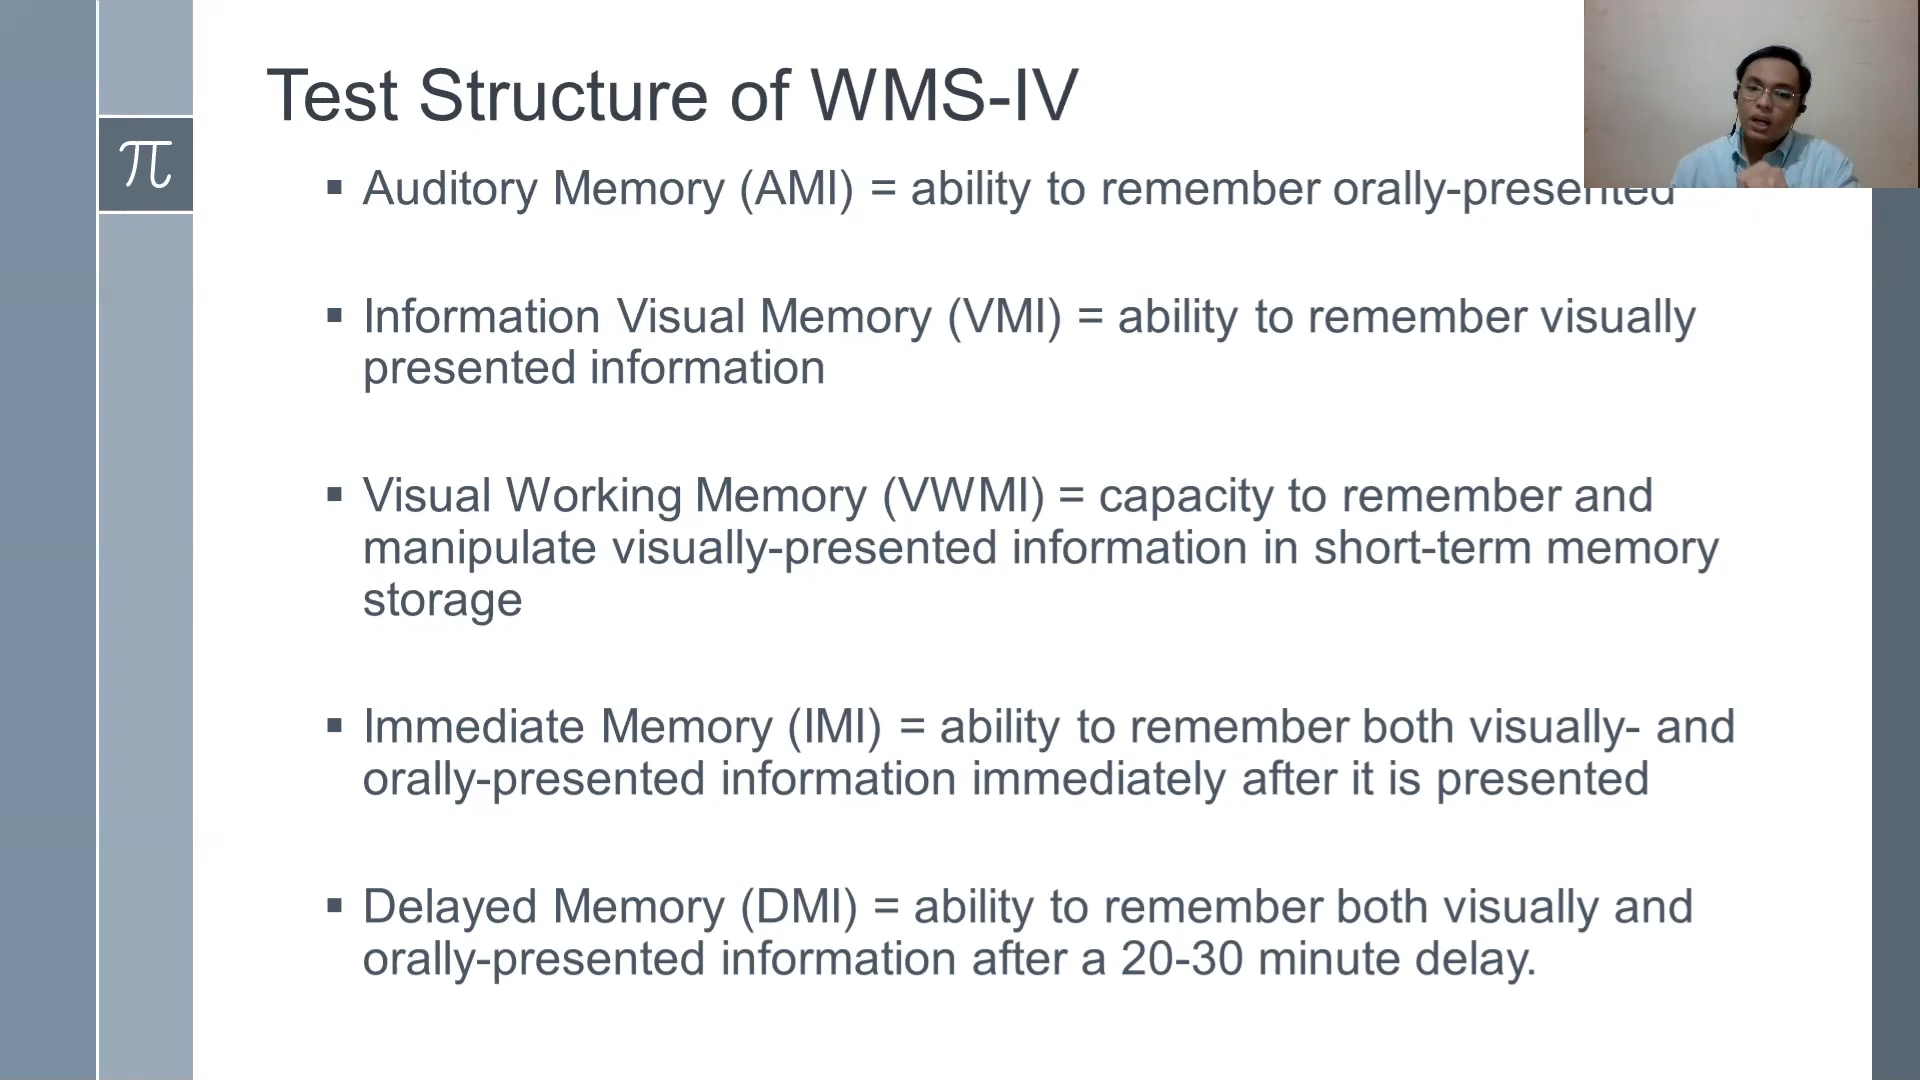 Test Structure of WMS-IV
π
▪ Auditory Memory (AMI) = ability to remember orally-presented
▪ Information Visual Memory (VMI) = ability to remember visually
presented information
▪ Visual Working Memory (VWMI) = capacity to remember and
manipulate visually-presented information in short-term memory
storage
▪ Immediate Memory (IMI) = ability to remember both visually- and
orally-presented information immediately after it is presented
▪ Delayed Memory (DMI) = ability to remember both visually and
orally-presented information after a 20-30 minute delay.